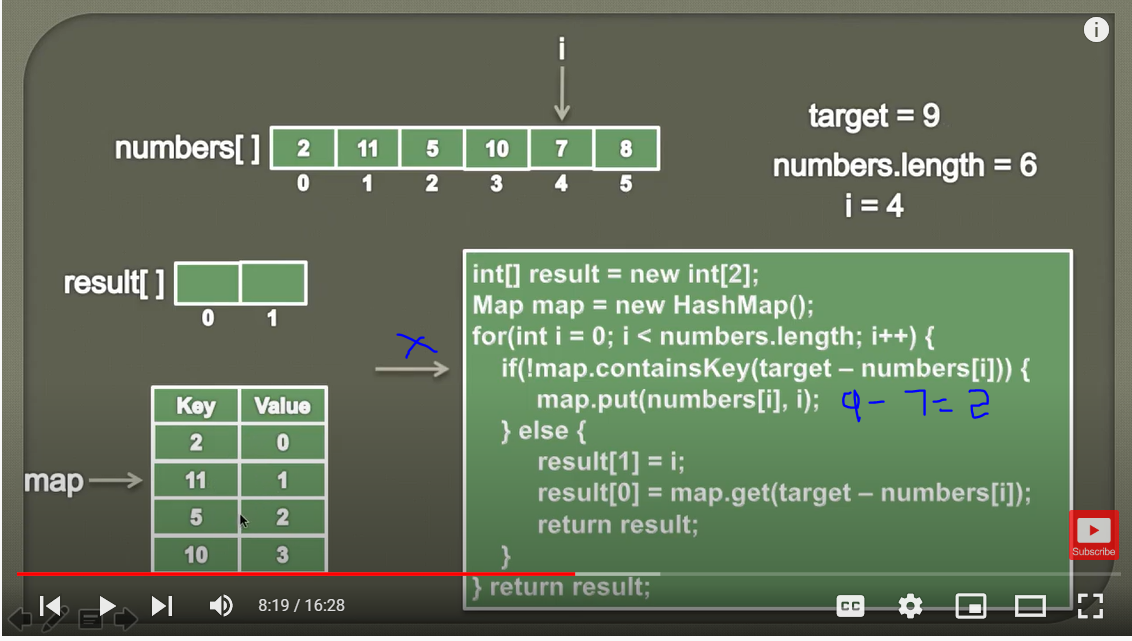 i
target = 9
numbers[ ] 2 11 5 10 7 8
0 1 2 3 4 5
numbers.length = 6
i = 4
result[ ]
0 1
int[] result = new int[2];
Map map = new HashMap();
for(int i = 0; i < numbers.length; i++) {
if(!map.containsKey(target – numbers[i])) {
map.put(numbers[i], i); 9 - 7 = 2
} else {
result[1] = i;
result[0] = map.get(target – numbers[i]);
return result;
}
} return result;
x
map
Key Value
2 0
11 1
5 2
10 3
Subscribe
8:19 / 16:28
CC
i